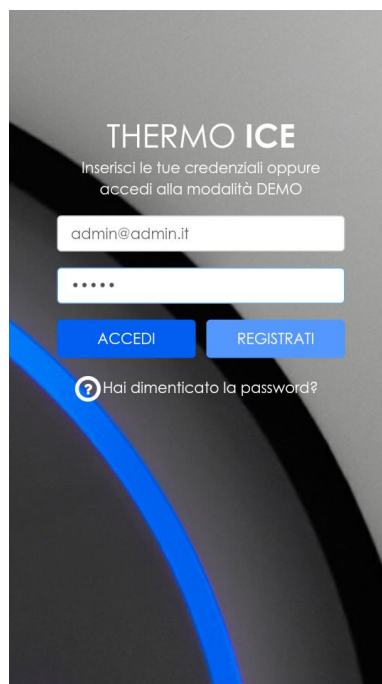 THERMO ICE
Inserisci le tue credenziali oppure
accedi alla modalità DEMO
admin@admin.it
•••••
ACCEDI
REGISTRATI
? Hai dimenticato la password?